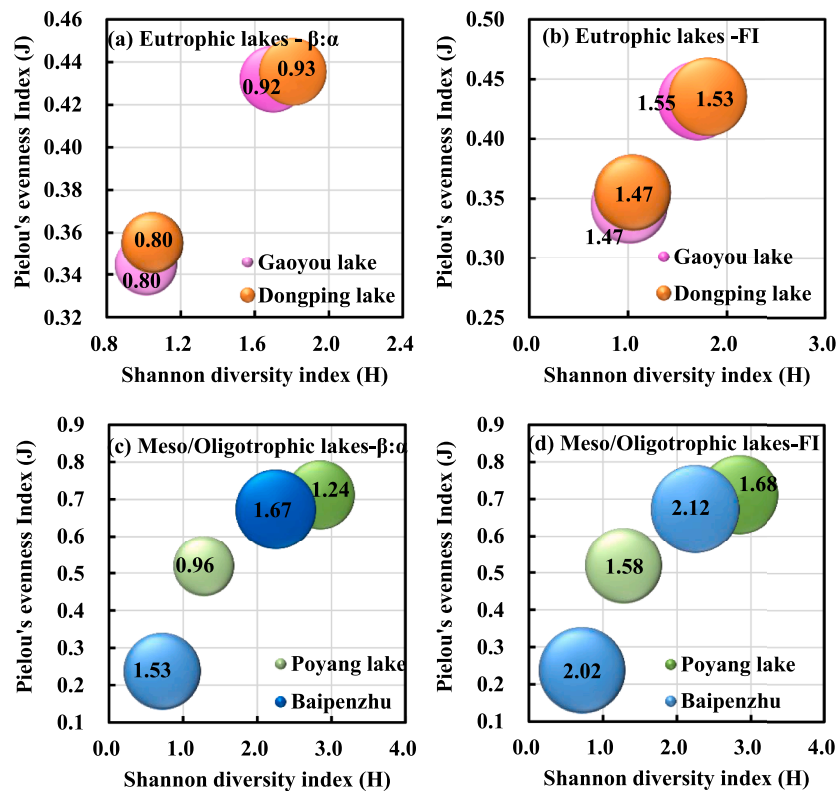 (a) Eutrophic lakes - β:α
Pielou's evenness Index (J)
0.46
0.44
0.42
0.40
0.38
0.36
0.34
0.32
0.92
0.93
0.80
0.80
Gaoyou lake
Dongping lake
0.8 1.2 1.6 2.0 2.4
Shannon diversity index (H)
(b) Eutrophic lakes -FI
Pielou's evenness Index (J)
0.50
0.45
0.40
0.35
0.30
0.25
1.55
1.53
1.47
1.47
Gaoyou lake
Dongping lake
0.0 1.0 2.0 3.0
Shannon diversity index (H)
(c) Meso/Oligotrophic lakes-β:α
Pielou's evenness Index (J)
0.9
0.8
0.7
0.6
0.5
0.4
0.3
0.2
0.1
1.24
1.67
0.96
1.53
Poyang lake
Baipenzhu
0.0 1.0 2.0 3.0 4.0
Shannon diversity index (H)
(d) Meso/Oligotrophic lakes-FI
Pielou's evenness Index (J)
0.9
0.8
0.7
0.6
0.5
0.4
0.3
0.2
0.1
1.68
2.12
1.58
2.02
Poyang lake
Baipenzhu
0.0 1.0 2.0 3.0 4.0
Shannon diversity index (H)